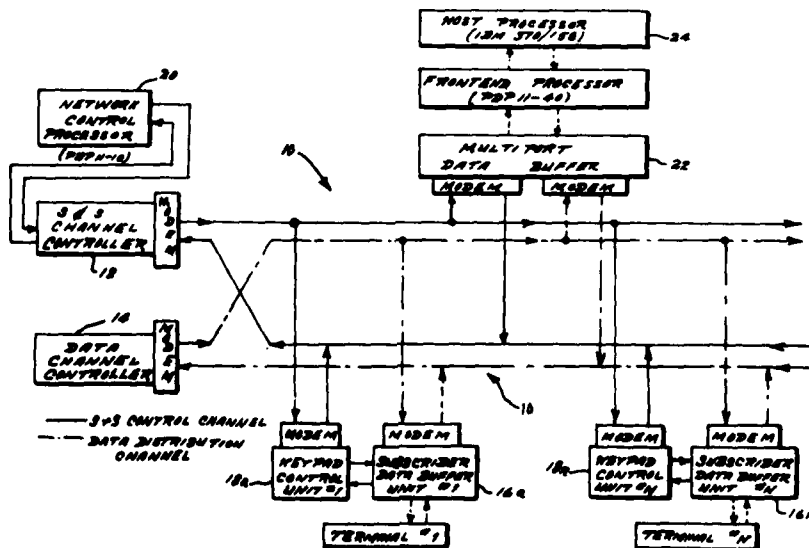 HOST PROCESSOR
(IBM 370/158)
24
FRONTEND PROCESSOR
(PDP 11-40)
20
NETWORK
CONTROL
PROCESSOR
(PDP 11-10)
MULTIPORT
DATA BUFFER
22
MODEM
MODEM
10
S & S
CHANNEL
CONTROLLER
MODEM
12
14
DATA
CHANNEL
CONTROLLER
MODEM
10
S+S CONTROL CHANNEL
DATA DISTRIBUTION
CHANNEL
MODEM
MODEM
MODEM
MODEM
KEYPAD
CONTROL
UNIT #1
18a
SUBSCRIBER
DATA BUFFER
UNIT #1
16a
KEYPAD
CONTROL
UNIT #N
18n
SUBSCRIBER
DATA BUFFER
UNIT #N
TERMINAL #1
TERMINAL #N